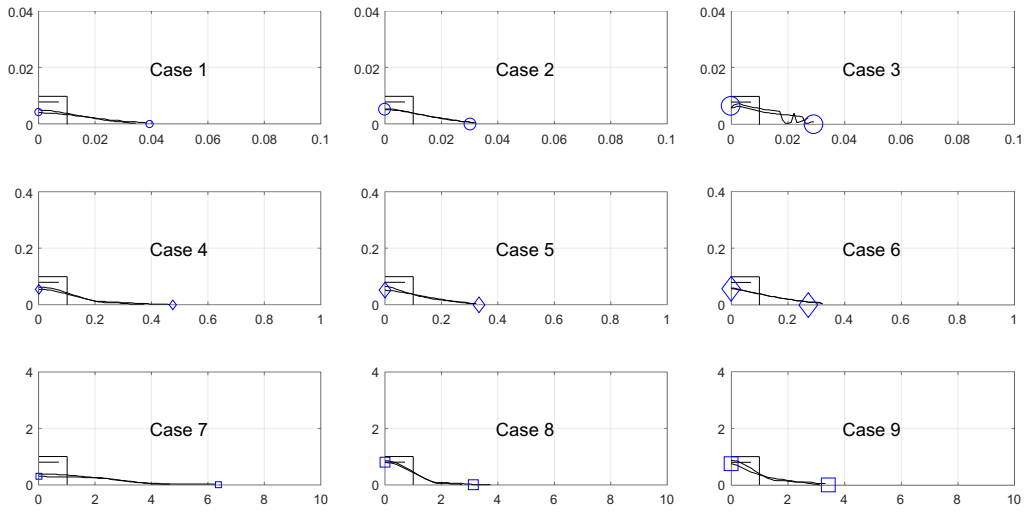 0.04 0.04 0.04
0.02 Case 1 0.02 Case 2 0.02 Case 3
0 0 0
0 0.02 0.04 0.06 0.08 0.1 0 0.02 0.04 0.06 0.08 0.1 0 0.02 0.04 0.06 0.08 0.1
0.4 0.4 0.4
0.2 Case 4 0.2 Case 5 0.2 Case 6
0 0 0
0 0.2 0.4 0.6 0.8 1 0 0.2 0.4 0.6 0.8 1 0 0.2 0.4 0.6 0.8 1
4 4 4
2 Case 7 2 Case 8 2 Case 9
0 0 0
0 2 4 6 8 10 0 2 4 6 8 10 0 2 4 6 8 10